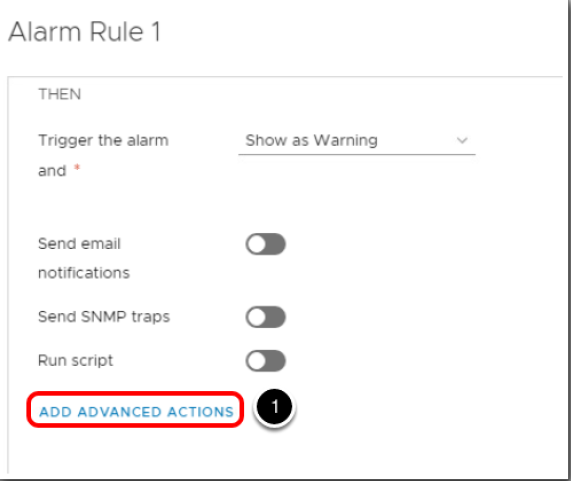 Alarm Rule 1
THEN
Trigger the alarm Show as Warning
and *
Send email
notifications
Send SNMP traps
Run script
ADD ADVANCED ACTIONS 1